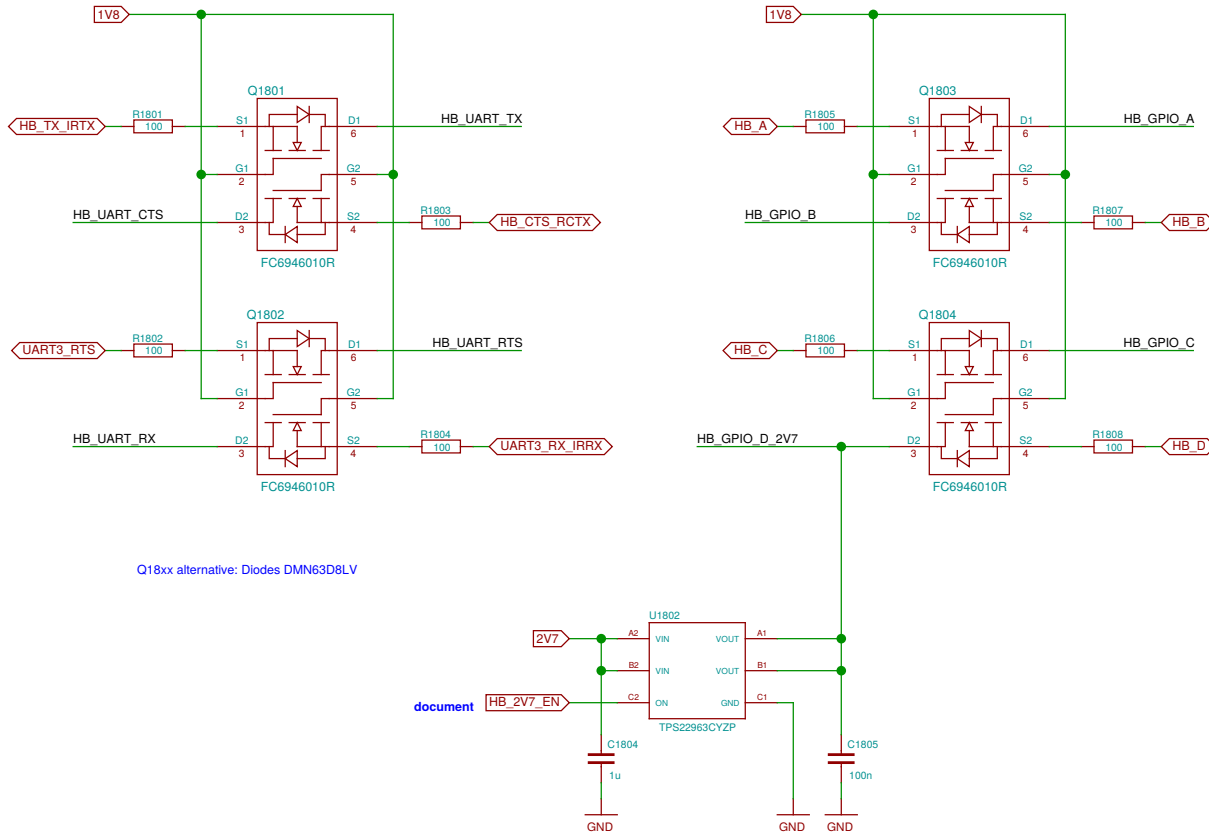 1V8
Q1801
HB_TX_IRTX
R1801
100
S1
1
D1
6
HB_UART_TX
G1
2
G2
5
HB_UART_CTS
D2
3
S2
4
R1803
100
HB_CTS_RCTX
FC6946010R
Q1802
UART3_RTS
R1802
100
S1
1
D1
6
HB_UART_RTS
G1
2
G2
5
HB_UART_RX
D2
3
S2
4
R1804
100
UART3_RX_IRRX
FC6946010R
1V8
Q1803
HB_A
R1805
100
S1
1
D1
6
HB_GPIO_A
G1
2
G2
5
HB_GPIO_B
D2
3
S2
4
R1807
100
HB_B
FC6946010R
Q1804
HB_C
R1806
100
S1
1
D1
6
HB_GPIO_C
G1
2
G2
5
HB_GPIO_D_2V7
D2
3
S2
4
R1808
100
HB_D
FC6946010R
Q18xx alternative: Diodes DMN63D8LV
U1802
2V7
A2
VIN
VOUT
A1
B2
VIN
VOUT
B1
document
HB_2V7_EN
C2
ON
GND
C1
TPS22963CYZP
C1804
1u
C1805
100n
GND
GND
GND